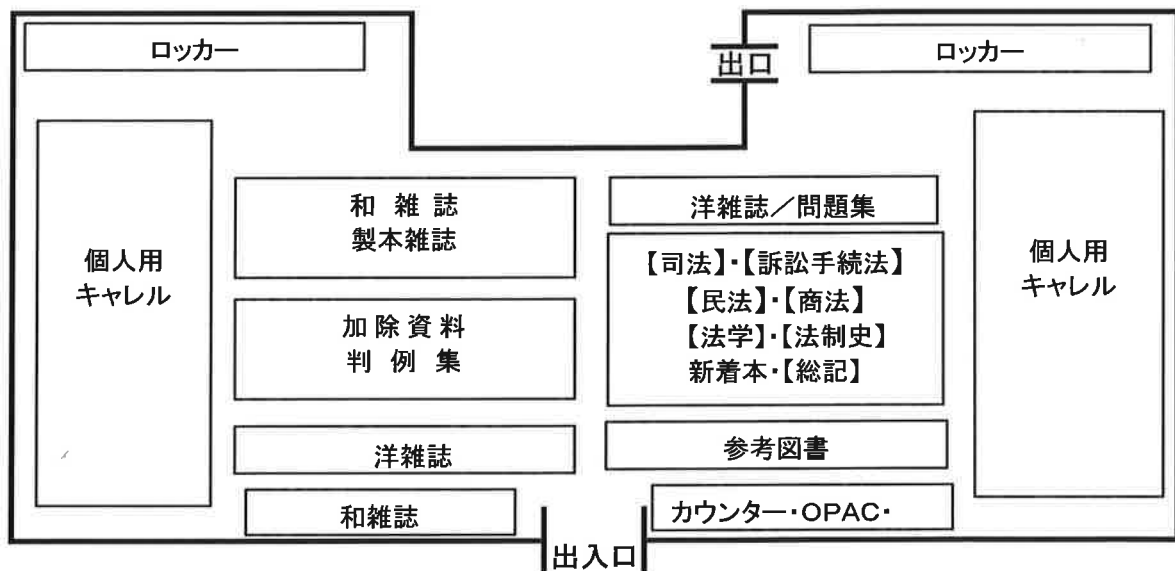 ロッカー
出口
ロッカー
個人用
キャレル
和 雑 誌
製本雑誌
加 除 資 料
判 例 集
洋雑誌
和雑誌
洋雑誌／問題集
【司法】・【訴訟手続法】
【民法】・【商法】
【法学】・【法制史】
新着本・【総記】
参考図書
カウンター・OPAC・
個人用
キャレル
出入口